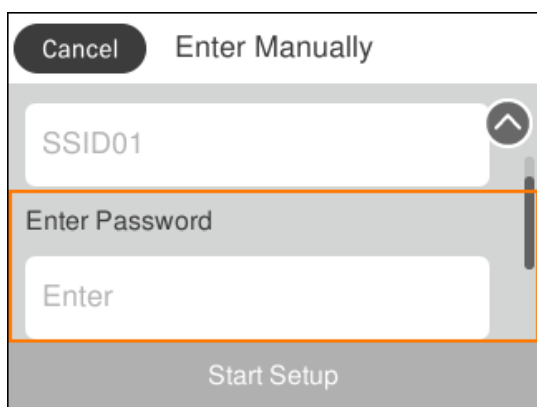 Cancel Enter Manually
SSID01
Enter Password
Enter
Start Setup